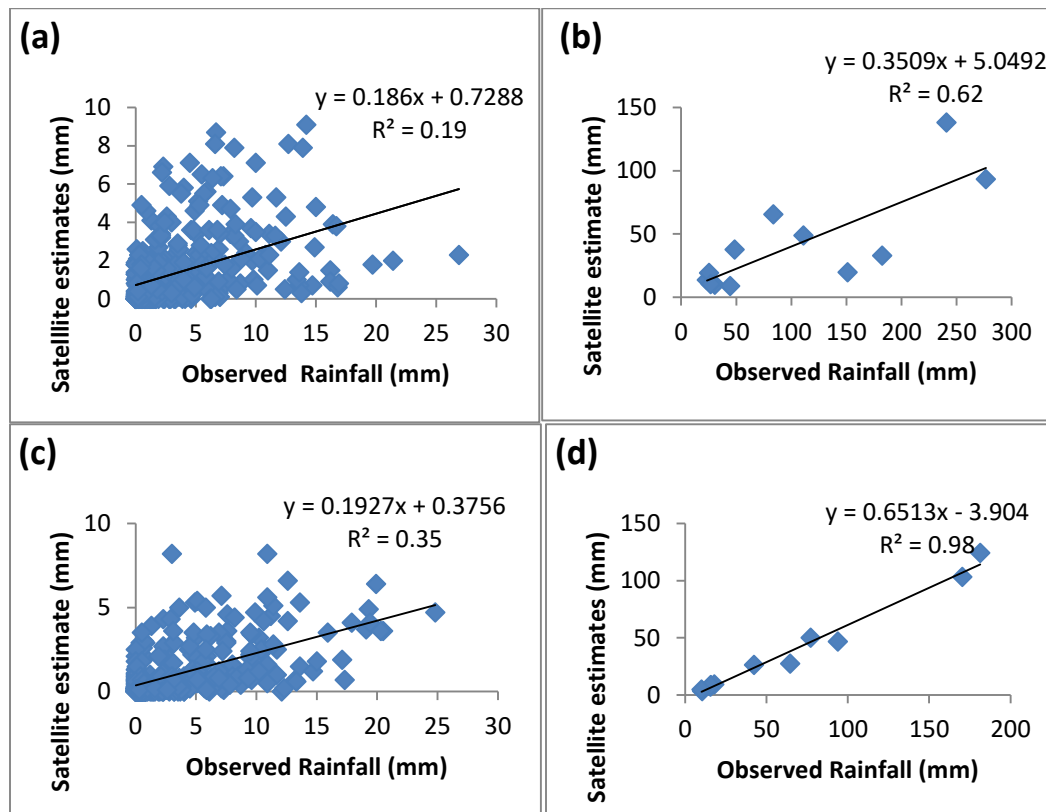 (a)
y = 0.186x + 0.7288
R² = 0.19
Satelllite estimates (mm)
10
8
6
4
2
0
0 5 10 15 20 25 30
Observed Rainfall (mm)
(b)
y = 0.3509x + 5.0492
R² = 0.62
Satellite estimate (mm)
150
100
50
0
0 50 100 150 200 250 300
Observed Rainfall (mm)
(c)
y = 0.1927x + 0.3756
R² = 0.35
Satellite estimate (mm)
10
5
0
0 5 10 15 20 25 30
Observed Rainfall (mm)
(d)
y = 0.6513x - 3.904
R² = 0.98
Satellite estimates (mm)
150
100
50
0
0 50 100 150 200
Observed Rainfall (mm)